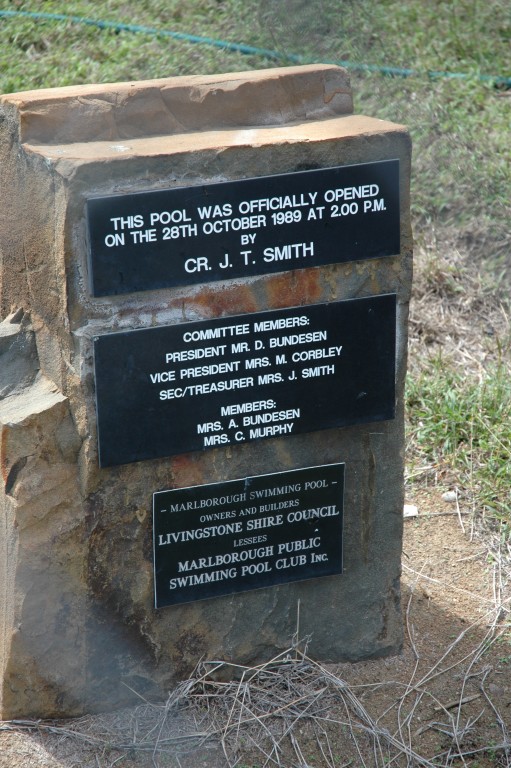 THIS POOL WAS OFFICIALLY OPENED
ON THE 28TH OCTOBER 1989 AT 2.00 P.M.
BY
CR. J. T. SMITH
COMMITTEE MEMBERS:
PRESIDENT MR. D. BUNDESEN
VICE PRESIDENT MRS. M. CORBLEY
SEC/TREASURER MRS. J. SMITH
MEMBERS:
MRS. A. BUNDESEN
MRS. C. MURPHY
– MARLBOROUGH SWIMMING POOL –
OWNERS AND BUILDERS
LIVINGSTONE SHIRE COUNCIL
LESSEES
MARLBOROUGH PUBLIC
SWIMMING POOL CLUB INC.